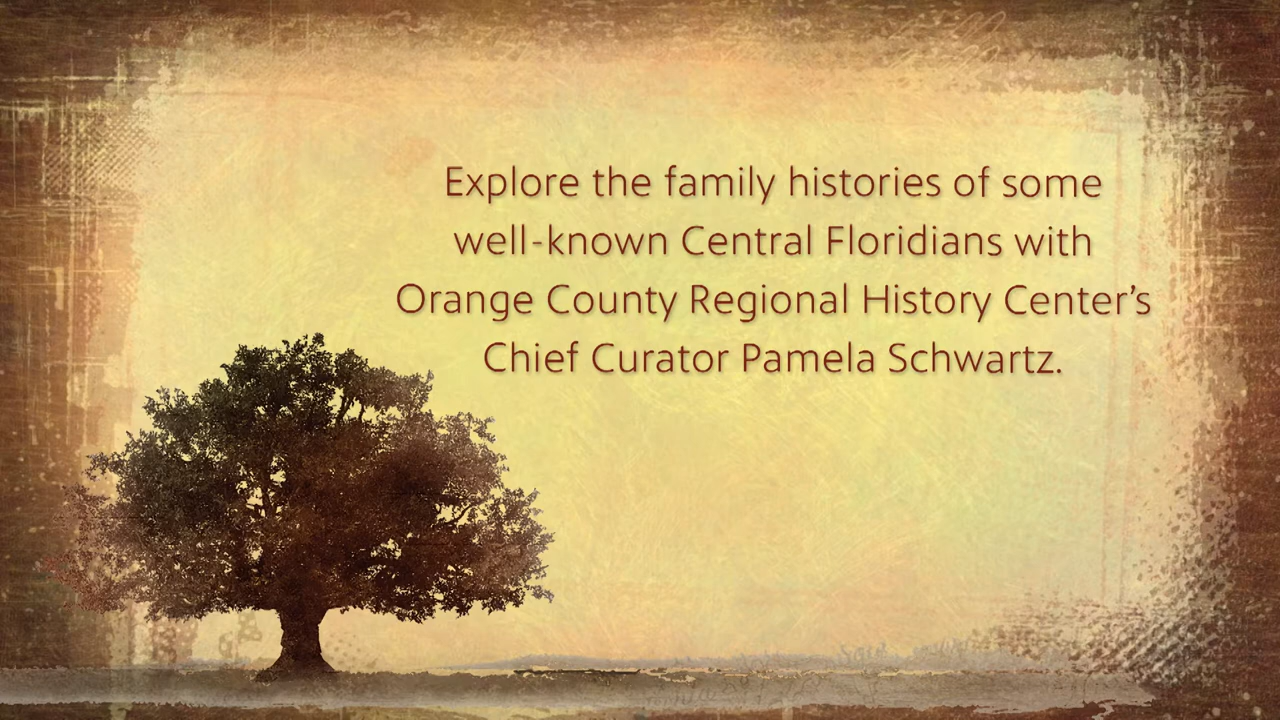 Explore the family histories of some
well-known Central Floridians with
Orange County Regional History Center’s
Chief Curator Pamela Schwartz.